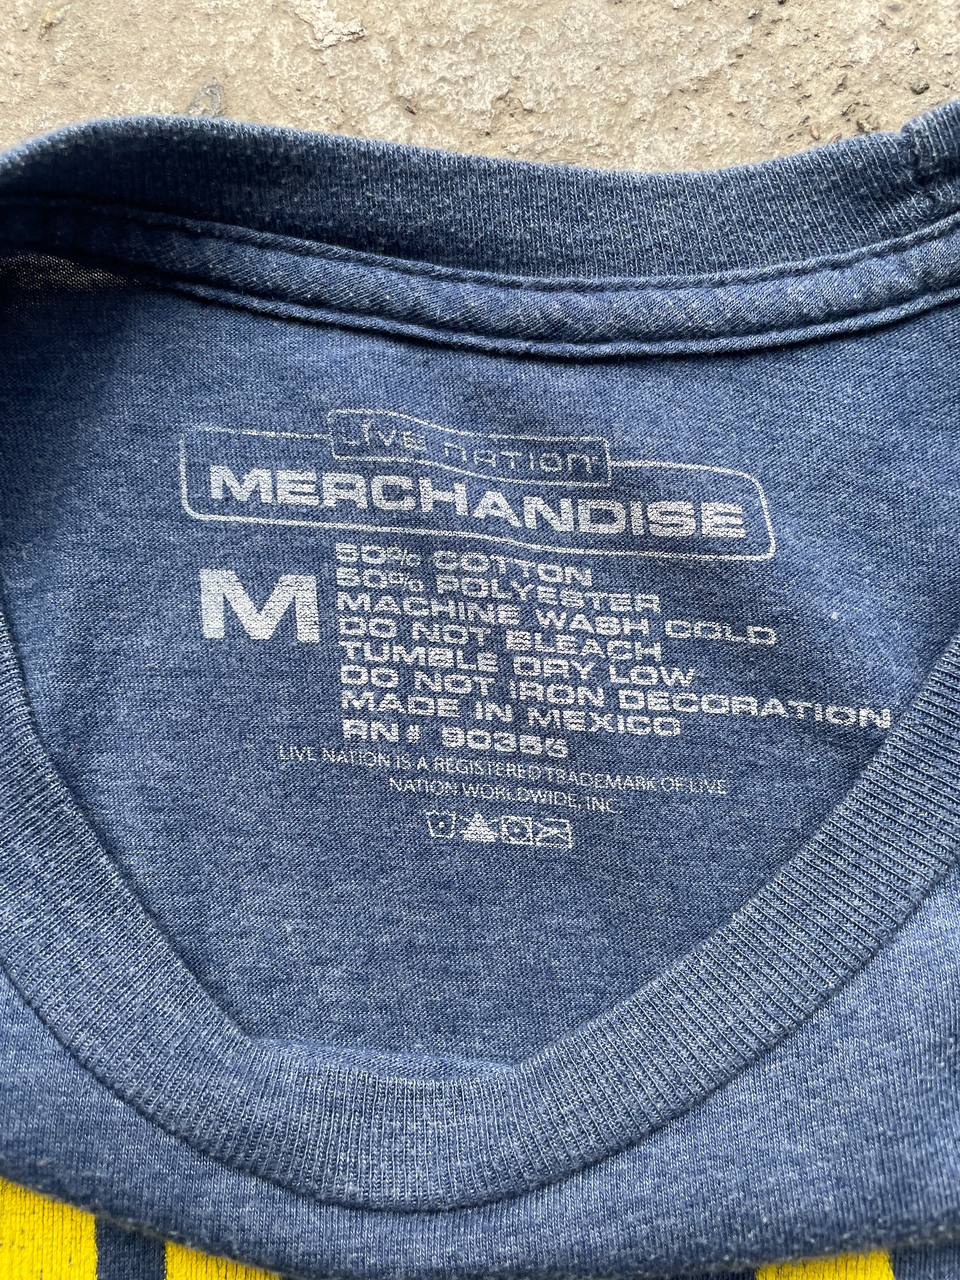 LIVE NATION
MERCHANDISE
M
50% COTTON
50% POLYESTER
MACHINE WASH COLD
DO NOT BLEACH
TUMBLE DRY LOW
DO NOT IRON DECORATION
MADE IN MEXICO
RN# 90356
LIVE NATION IS A REGISTERED TRADEMARK OF LIVE
NATION WORLDWIDE, INC